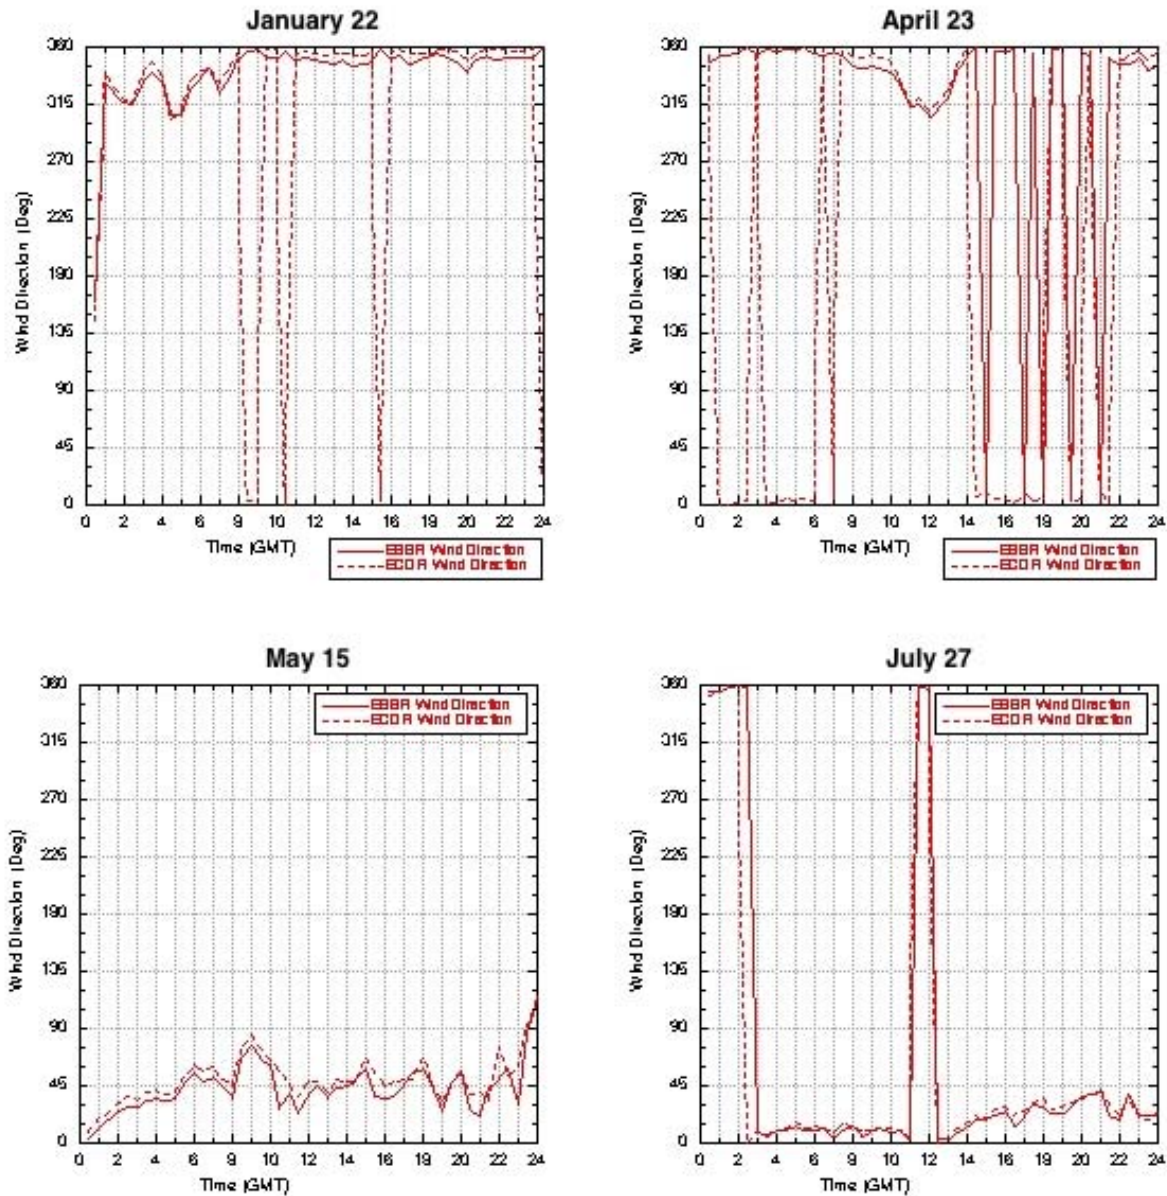 January 22
360
315
270
225
180
135
90
45
0
Wind Direction (Deg)
0 2 4 6 8 10 12 14 16 18 20 22 24
Time (GMT)
EBBR Wind Direction
ECOR Wind Direction
April 23
360
315
270
225
180
135
90
45
0
Wind Direction (Deg)
0 2 4 6 8 10 12 14 16 18 20 22 24
Time (GMT)
EBBR Wind Direction
ECOR Wind Direction
May 15
360
315
270
225
180
135
90
45
0
Wind Direction (Deg)
EBBR Wind Direction
ECOR Wind Direction
0 2 4 6 8 10 12 14 16 18 20 22 24
Time (GMT)
July 27
360
315
270
225
180
135
90
45
0
Wind Direction (Deg)
EBBR Wind Direction
ECOR Wind Direction
0 2 4 6 8 10 12 14 16 18 20 22 24
Time (GMT)